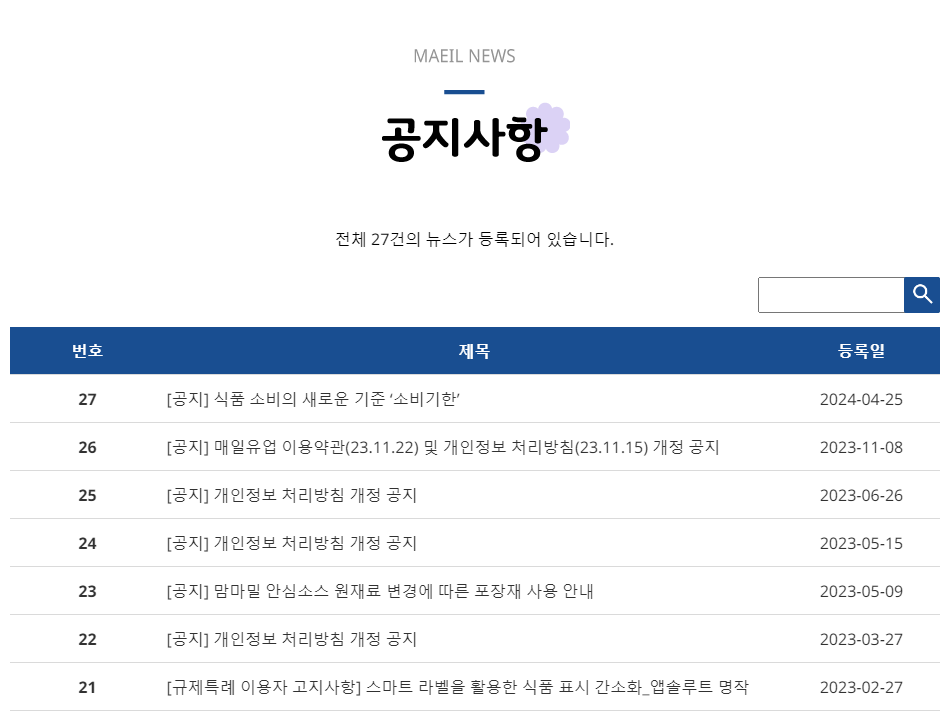 MAEIL NEWS
공지사항
전체 27건의 뉴스가 등록되어 있습니다.
번호 제목 등록일
27 [공지] 식품 소비의 새로운 기준 ‘소비기한’ 2024-04-25
26 [공지] 매일유업 이용약관(23.11.22) 및 개인정보 처리방침(23.11.15) 개정 공지 2023-11-08
25 [공지] 개인정보 처리방침 개정 공지 2023-06-26
24 [공지] 개인정보 처리방침 개정 공지 2023-05-15
23 [공지] 맘마밀 안심소스 원재료 변경에 따른 포장재 사용 안내 2023-05-09
22 [공지] 개인정보 처리방침 개정 공지 2023-03-27
21 [규제특례 이용자 고지사항] 스마트 라벨을 활용한 식품 표시 간소화_앱솔루트 명작 2023-02-27